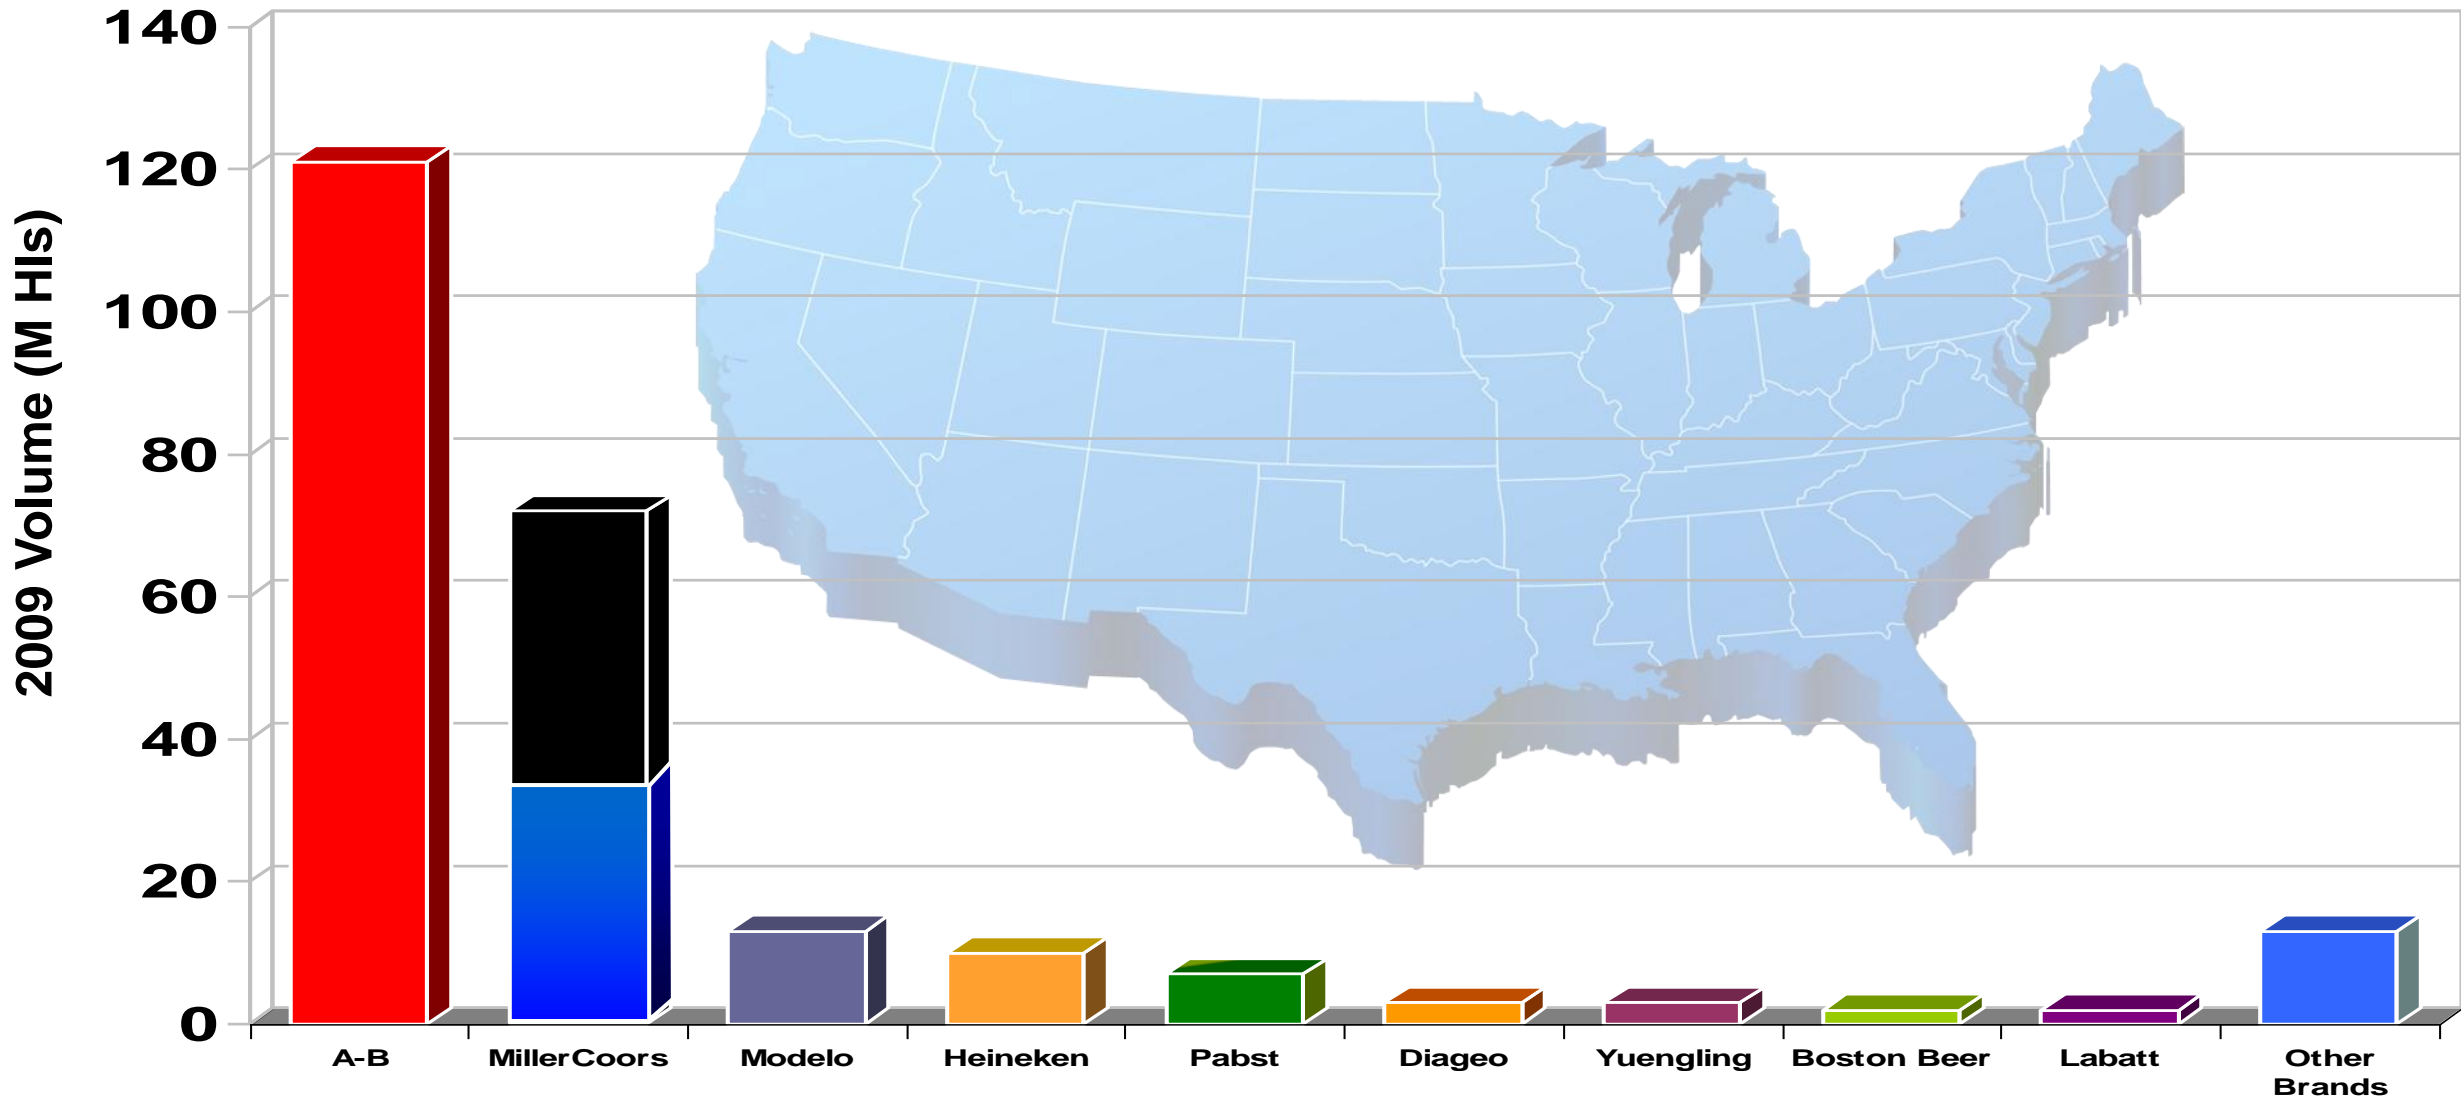 2009 Volume (M Hls)
140
120
100
80
60
40
20
0
A-B
MillerCoors
Modelo
Heineken
Pabst
Diageo
Yuengling
Boston Beer
Labatt
Other
Brands